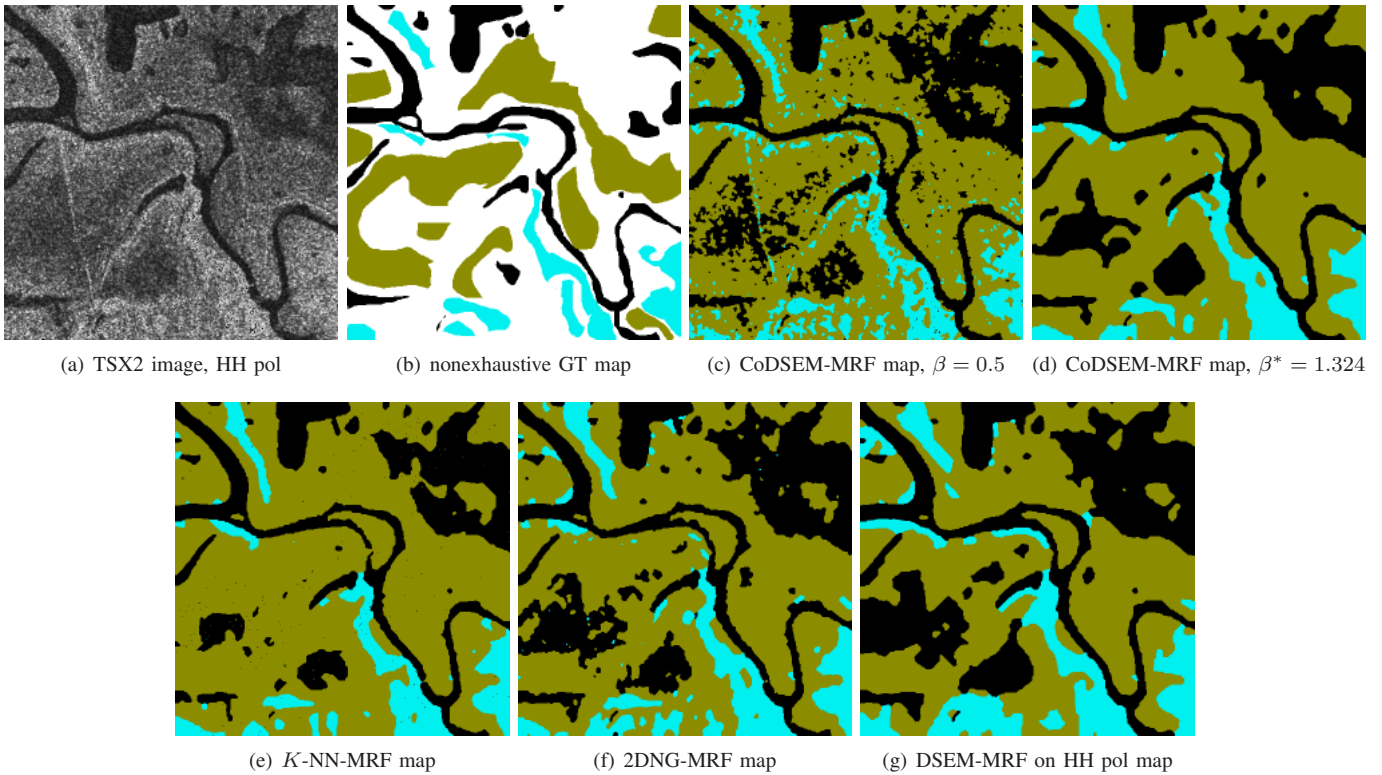 (a) TSX2 image, HH pol
(b) nonexhaustive GT map
(c) CoDSEM-MRF map, β = 0.5
(d) CoDSEM-MRF map, β* = 1.324
(e) K-NN-MRF map
(f) 2DNG-MRF map
(g) DSEM-MRF on HH pol map